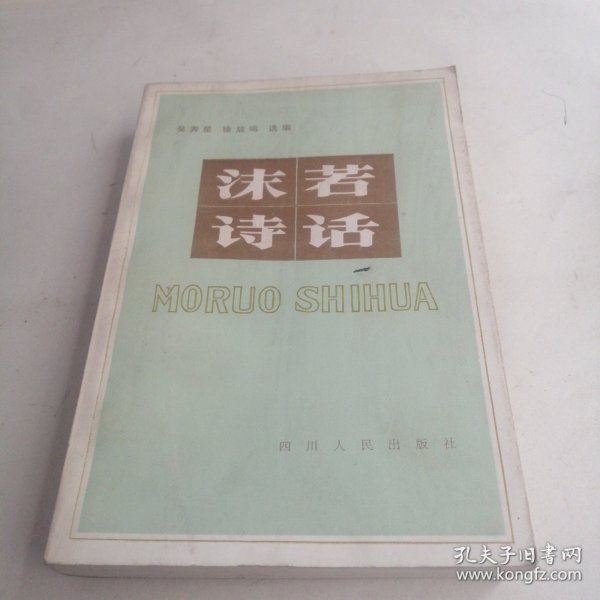 吴奔星 徐放鸣 选编
沫若
诗话
MORUO SHIHUA
四川人民出版社
孔夫子旧书网
www.kongfz.com